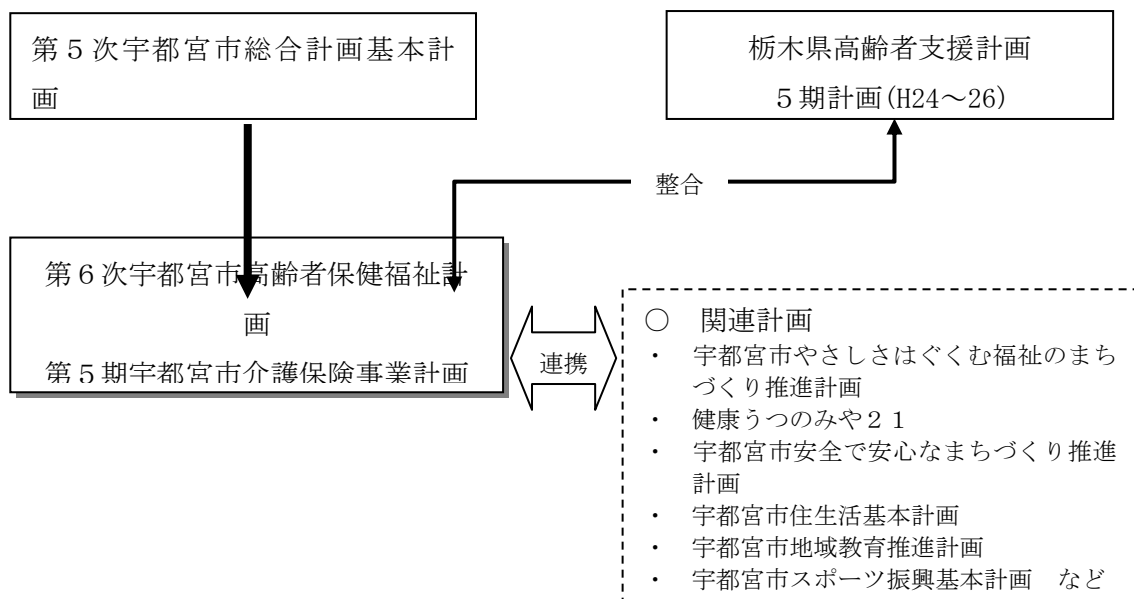 第５次宇都宮市総合計画基本計
画
栃木県高齢者支援計画
５期計画(H24～26)
整合
第６次宇都宮市高齢者保健福祉計
画
第５期宇都宮市介護保険事業計画
連携
○　関連計画
・　宇都宮市やさしさはぐくむ福祉のまち
づくり推進計画
・　健康うつのみや２１
・　宇都宮市安全で安心なまちづくり推進
計画
・　宇都宮市住生活基本計画
・　宇都宮市地域教育推進計画
・　宇都宮市スポーツ振興基本計画　など